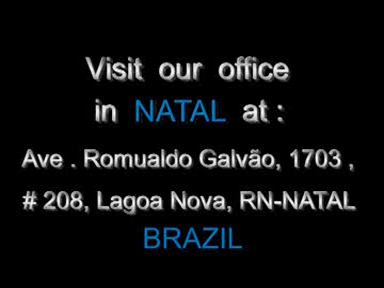 Visit our office
in NATAL at :
Ave . Romualdo Galvão, 1703 ,
# 208, Lagoa Nova, RN-NATAL
BRAZIL